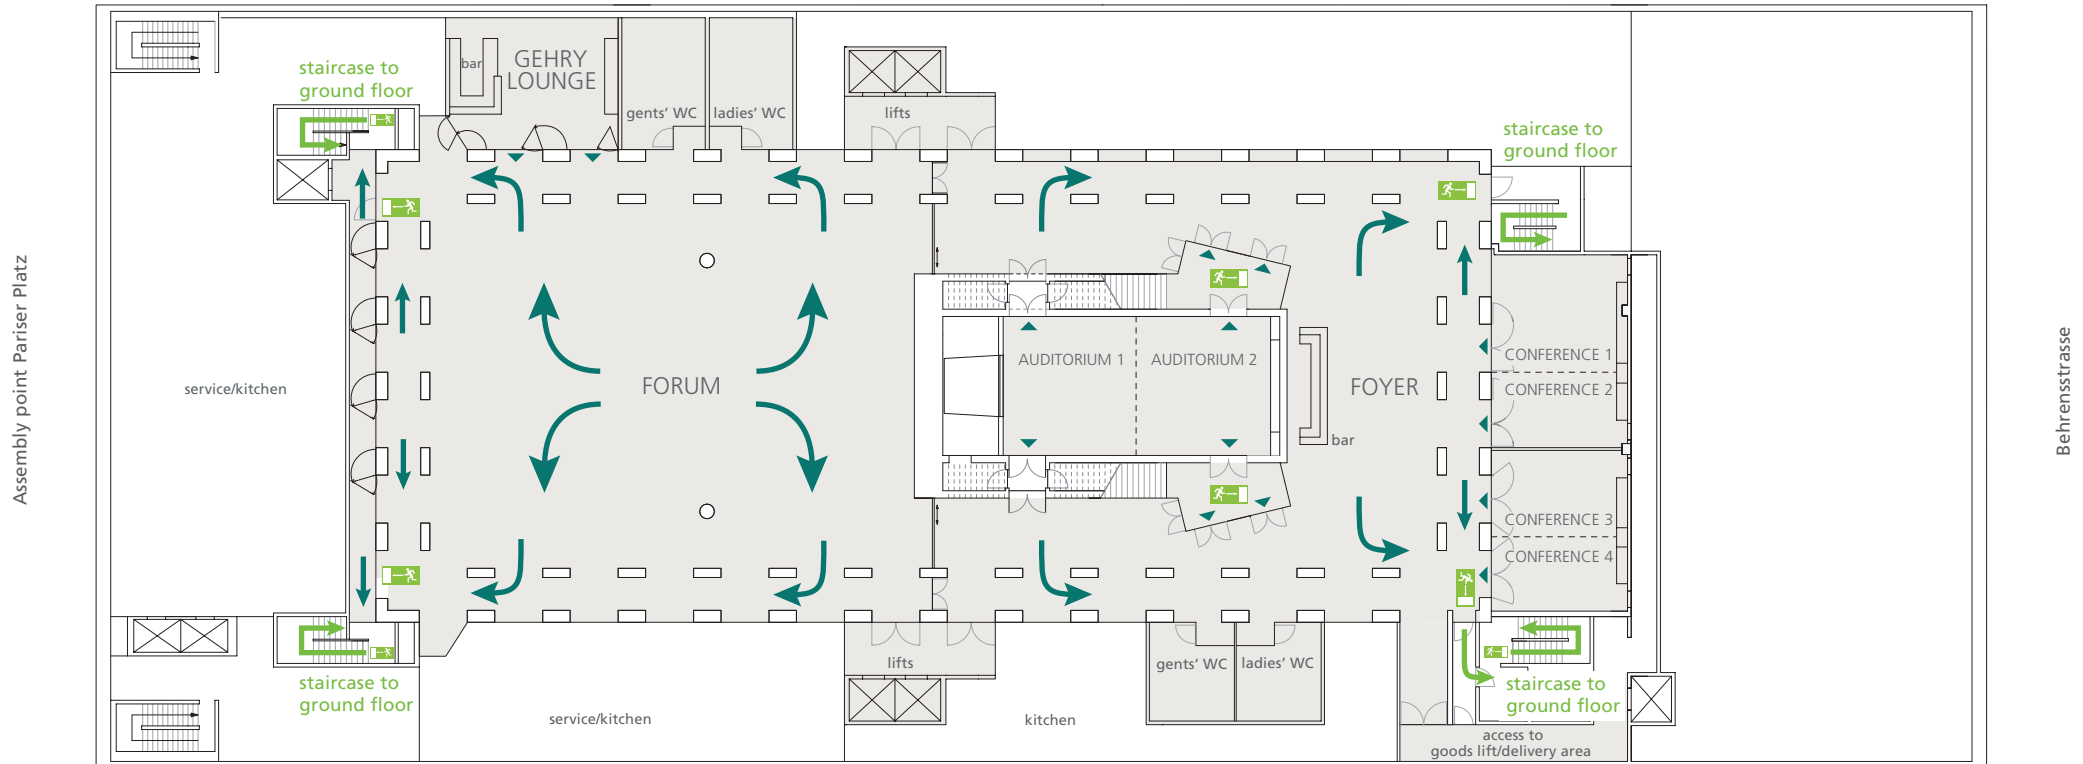 Assembly point Pariser Platz
staircase to
ground floor
bar
GEHRY
LOUNGE
gents' WC
ladies' WC
lifts
staircase to
ground floor
service/kitchen
FORUM
AUDITORIUM 1
AUDITORIUM 2
FOYER
bar
CONFERENCE 1
CONFERENCE 2
CONFERENCE 3
CONFERENCE 4
Behrensstrasse
staircase to
ground floor
service/kitchen
lifts
kitchen
gents' WC
ladies' WC
staircase to
ground floor
access to
goods lift/delivery area